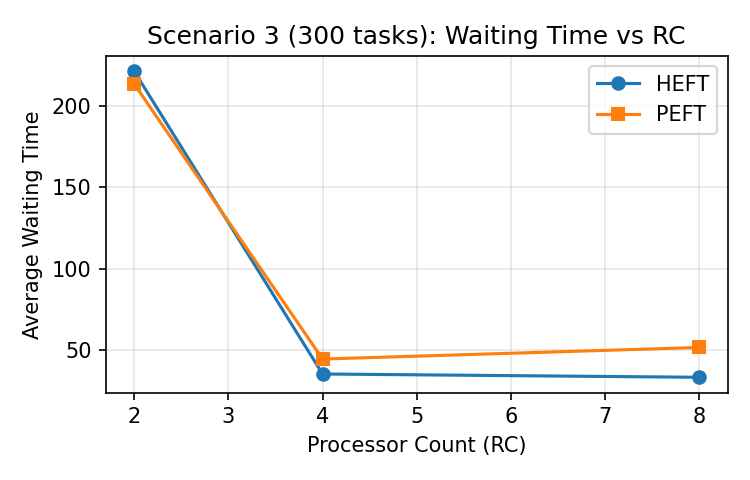 Scenario 3 (300 tasks): Waiting Time vs RC
HEFT
PEFT
Average Waiting Time
200
150
100
50
2 3 4 5 6 7 8
Processor Count (RC)